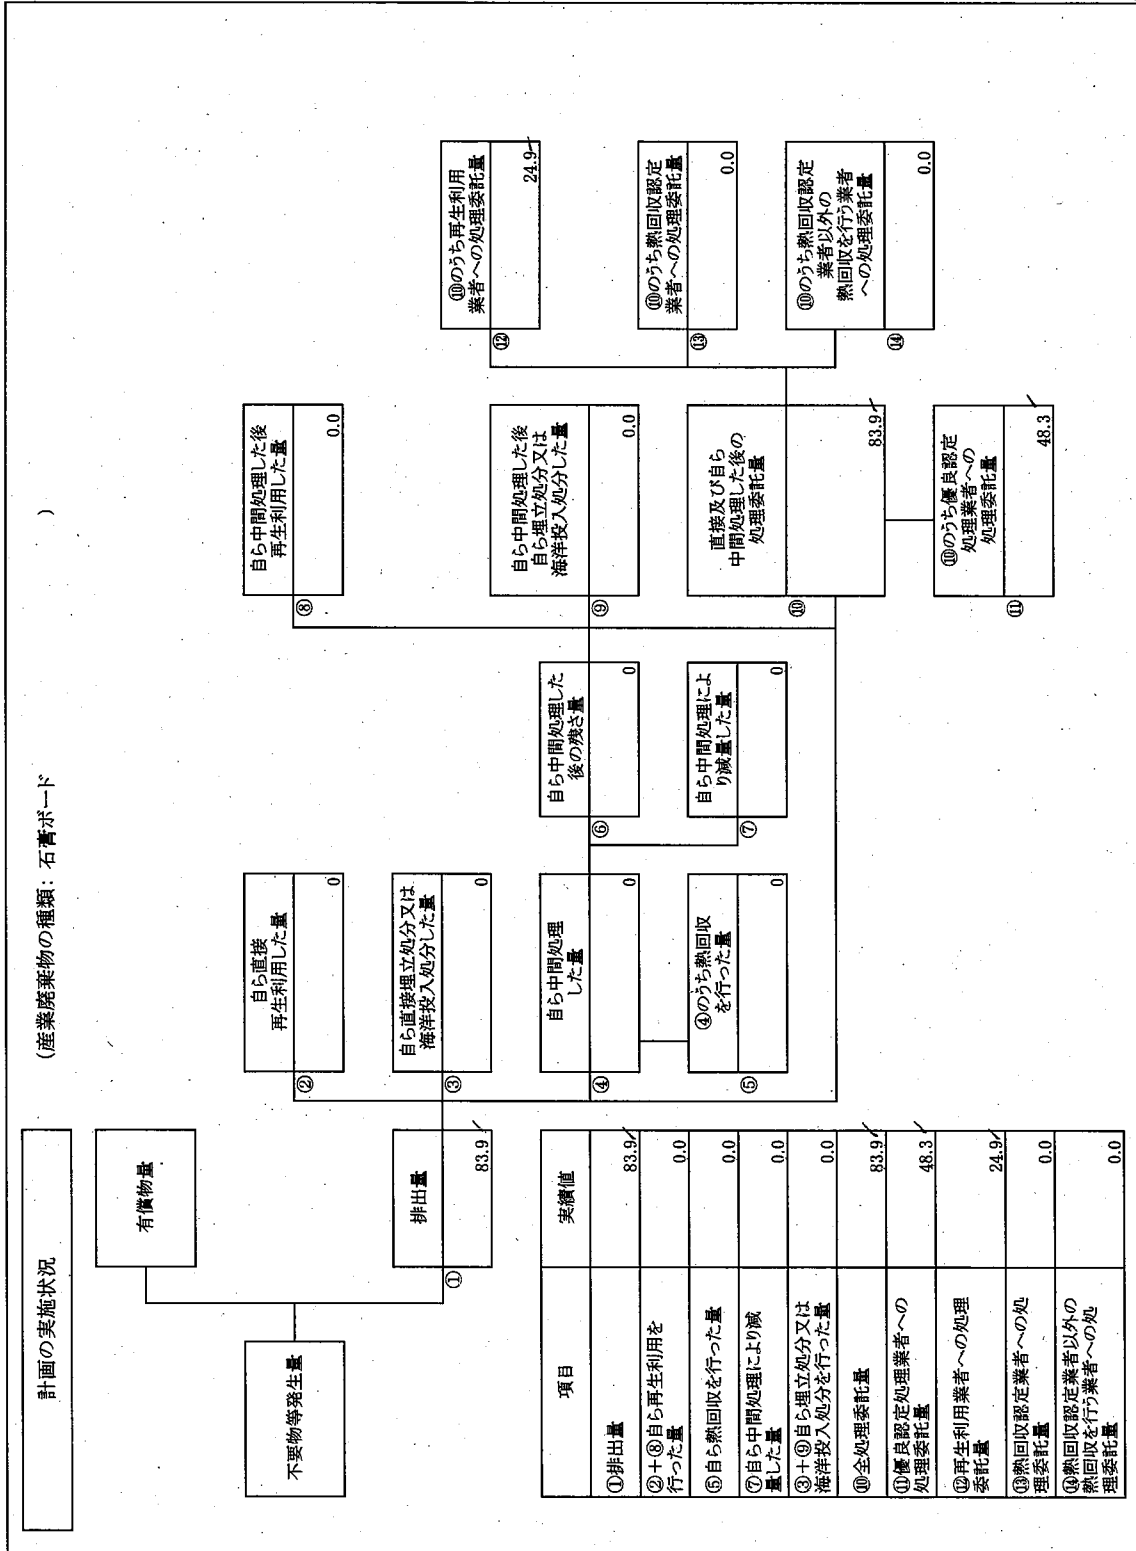 計画の実施状況
(産業廃棄物の種類： 石膏ボード )
不要物等発生量
有償物量
①
排出量
83.9
②
自ら直接
再生利用した量
0
③
自ら直接埋立処分又は
海洋投入処分した量
0
④
自ら中間処理
した量
0
⑤
④のうち熱回収
を行った量
0
⑥
自ら中間処理した
後の残さ量
0
⑦
自ら中間処理によ
り減量した量
0
⑧
自ら中間処理した後
再生利用した量
0.0
⑨
自ら中間処理した後
自ら埋立処分又は
海洋投入処分した量
0.0
⑩
直接及び自ら
中間処理した後の
処理委託量
83.9
⑪
⑩のうち優良認定
処理業者への
処理委託量
48.3
⑫
⑩のうち再生利用
業者への処理委託量
24.9
⑬
⑩のうち熱回収認定
業者への処理委託量
0.0
⑭
⑩のうち熱回収認定
業者以外の
熱回収を行う業者
への処理委託量
0.0
項目 実績値
①排出量 83.9
②+⑧自ら再生利用を
行った量 0.0
⑤自ら熱回収を行った量 0.0
⑦自ら中間処理により減
量した量 0.0
③+⑨自ら埋立処分又は
海洋投入処分を行った量 0.0
⑩全処理委託量 83.9
⑪優良認定処理業者への
処理委託量 48.3
⑫再生利用業者への処理
委託量 24.9
⑬熱回収認定業者への処
理委託量 0.0
⑭熱回収認定業者以外の
熱回収を行う業者への処
理委託量 0.0